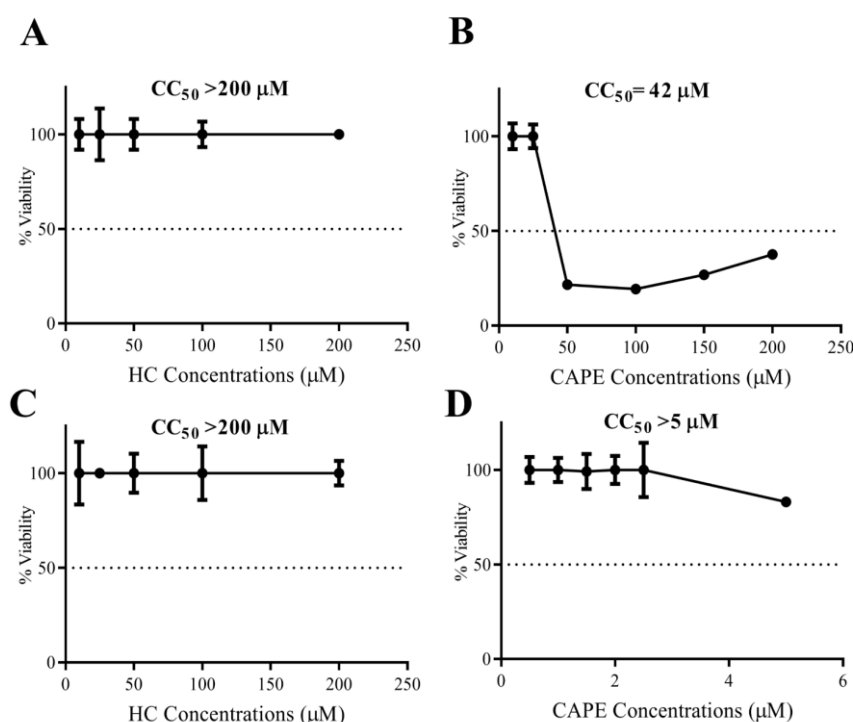 A
CC50 >200 μM
% Viability
100
50
0
0 50 100 150 200 250
HC Concentrations (μM)
B
CC50= 42 μM
% Viability
100
50
0
0 50 100 150 200 250
CAPE Concentrations (μM)
C
CC50 >200 μM
% Viability
100
50
0
0 50 100 150 200 250
HC Concentrations (μM)
D
CC50 >5 μM
% Viability
100
50
0
0 2 4 6
CAPE Concentrations (μM)